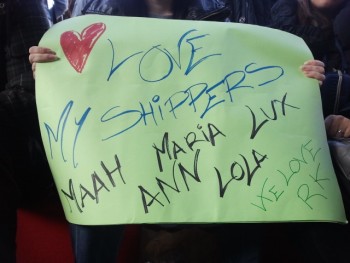 LOVE
MY SHIPPERS
MAAH MARIA LUX
ANN LOLA
WE LOVE
RK